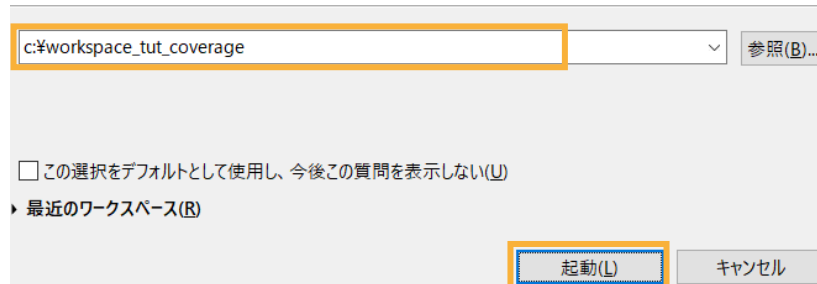 c:¥workspace_tut_coverage
参照(B)...
この選択をデフォルトとして使用し、今後この質問を表示しない(U)
最近のワークスペース(R)
起動(L)
キャンセル